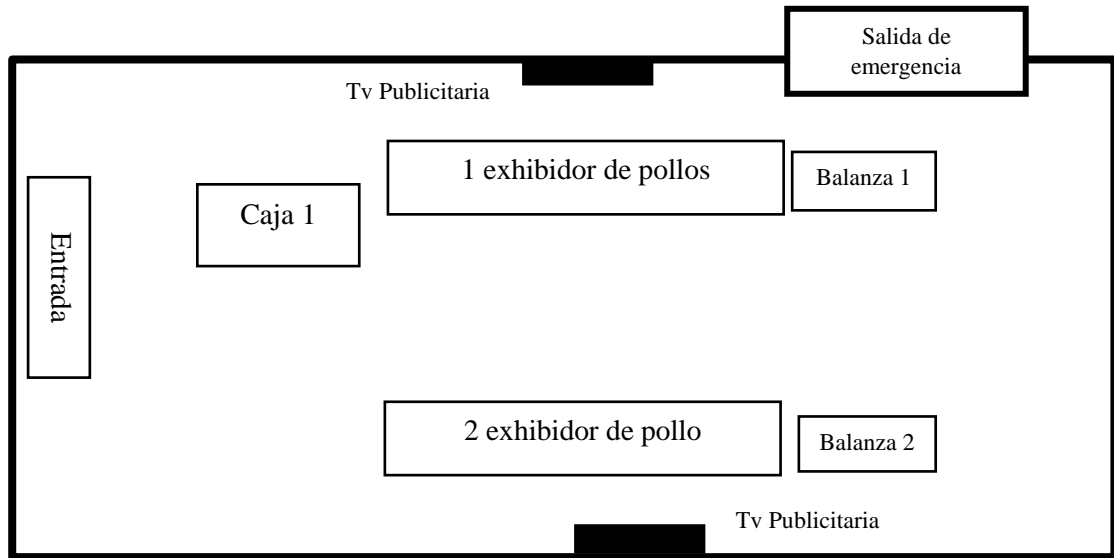 Salida de
emergencia
Tv Publicitaria
1 exhibidor de pollos
Balanza 1
Caja 1
Entrada
2 exhibidor de pollo
Balanza 2
Tv Publicitaria